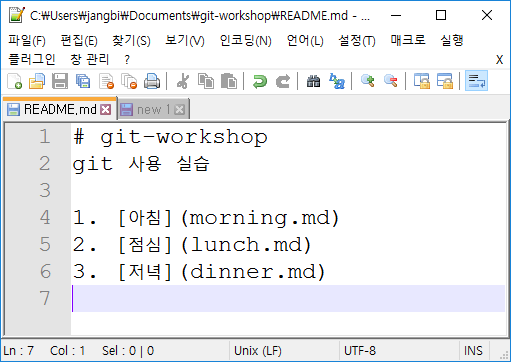 C:₩Users₩jangbi₩Documents₩git-workshop₩README.md - ...
파일(F) 편집(E) 찾기(S) 보기(V) 인코딩(N) 언어(L) 설정(T) 매크로 실행
플러그인 창 관리 ? X
README.md new 1
1 # git-workshop
2 git 사용 실습
3
4 1. [아침](morning.md)
5 2. [점심](lunch.md)
6 3. [저녁](dinner.md)
7
Ln : 7 Col : 1 Sel : 0 | 0 Unix (LF) UTF-8 INS